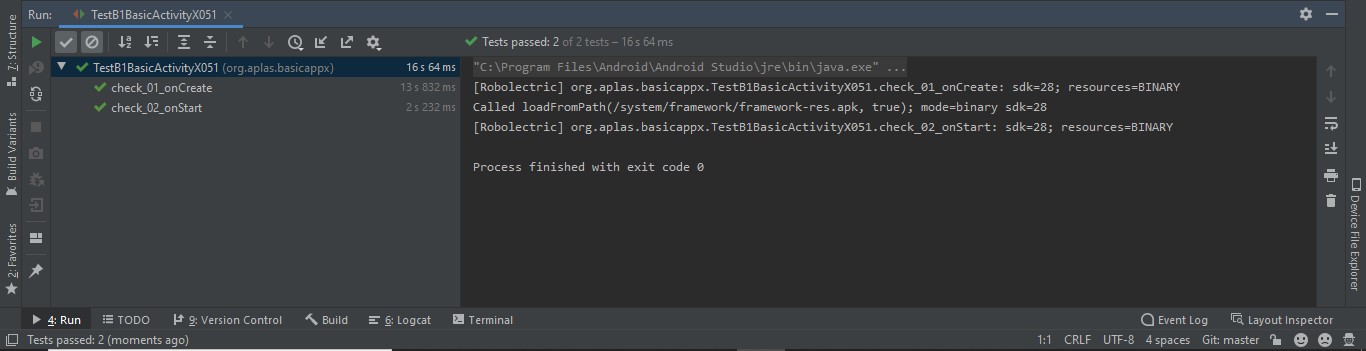 Run: TestB1BasicActivityX051
Tests passed: 2 of 2 tests – 16 s 64 ms
TestB1BasicActivityX051 (org.aplas.basicappx) 16 s 64 ms
check_01_onCreate 13 s 832 ms
check_02_onStart 2 s 232 ms
"C:\Program Files\Android\Android Studio\jre\bin\java.exe" ...
[Robolectric] org.aplas.basicappx.TestB1BasicActivityX051.check_01_onCreate: sdk=28; resources=BINARY
Called loadFromPath(/system/framework/framework-res.apk, true); mode=binary sdk=28
[Robolectric] org.aplas.basicappx.TestB1BasicActivityX051.check_02_onStart: sdk=28; resources=BINARY
Process finished with exit code 0
Z: Structure
Build Variants
2: Favorites
Device File Explorer
4: Run TODO 9: Version Control Build 6: Logcat Terminal Event Log Layout Inspector
Tests passed: 2 (moments ago) 1:1 CRLF UTF-8 4 spaces Git: master